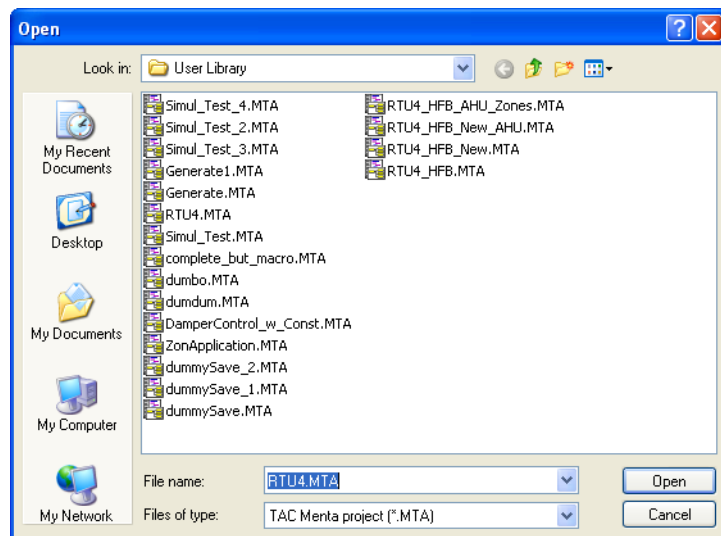 Open
Look in:
User Library
My Recent
Documents
Desktop
My Documents
My Computer
My Network
Simul_Test_4.MTA
Simul_Test_2.MTA
Simul_Test_3.MTA
Generate1.MTA
Generate.MTA
RTU4.MTA
Simul_Test.MTA
complete_but_macro.MTA
dumbo.MTA
dumdum.MTA
DamperControl_w_Const.MTA
ZonApplication.MTA
dummySave_2.MTA
dummySave_1.MTA
dummySave.MTA
RTU4_HFB_AHU_Zones.MTA
RTU4_HFB_New_AHU.MTA
RTU4_HFB_New.MTA
RTU4_HFB.MTA
File name:
RTU4.MTA
Open
Files of type:
TAC Menta project (*.MTA)
Cancel